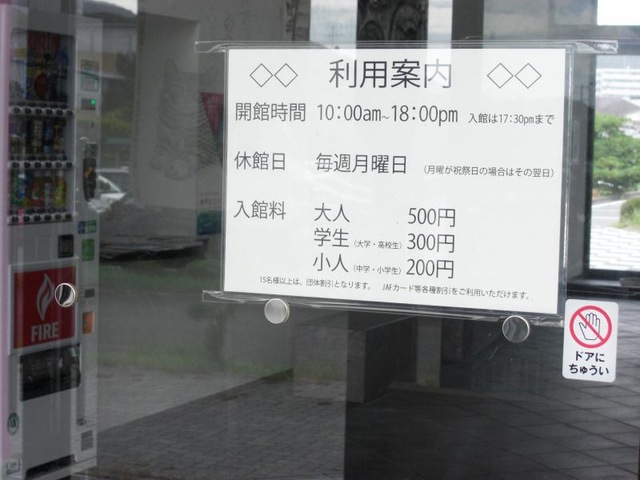 ◇◇ 利用案内 ◇◇
開館時間 10:00am~18:00pm 入館は17:30pmまで
休館日 毎週月曜日 (月曜が祝祭日の場合はその翌日)
入館料 大人 500円
学生(大学・高校生) 300円
小人(中学・小学生) 200円
15名様以上は、団体割引となります。 JAFカード等各種割引をご利用いただけます。
FIRE
ドアに
ちゅうい